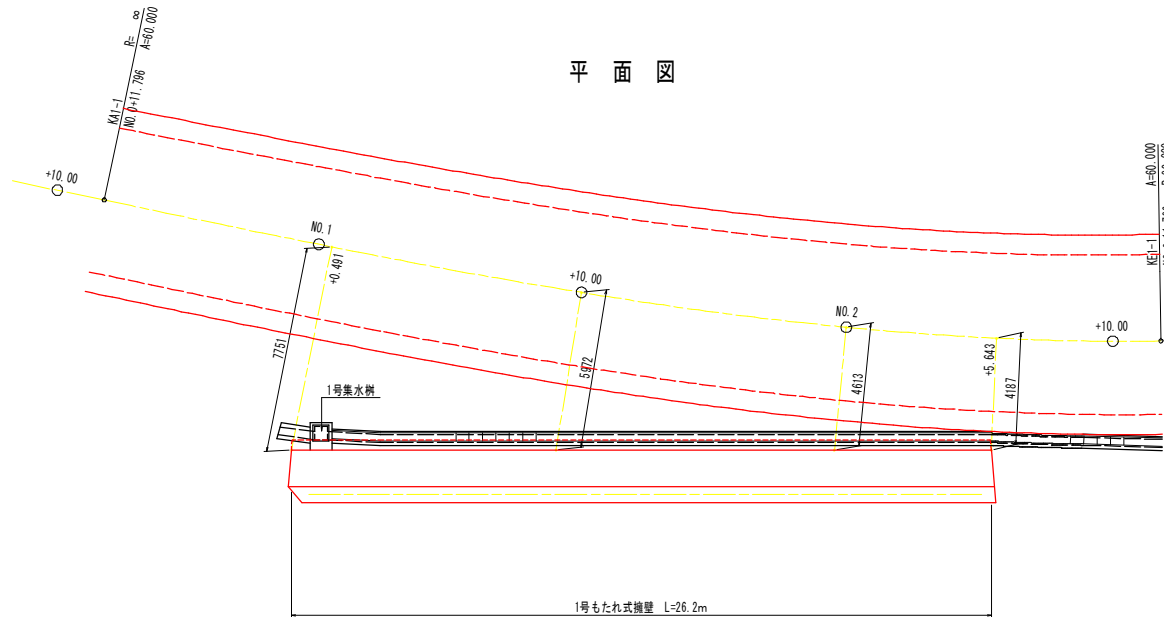 平面図
R= ∞
A=60.000
KA1-1
NO.0+11.796
+10.00
NO.1
+0.491
7751
+10.00
5972
NO.2
4613
+5.643
4187
+10.00
A=60.000
KE1-1
1号集水桝
1号もたれ式擁壁 L=26.2m